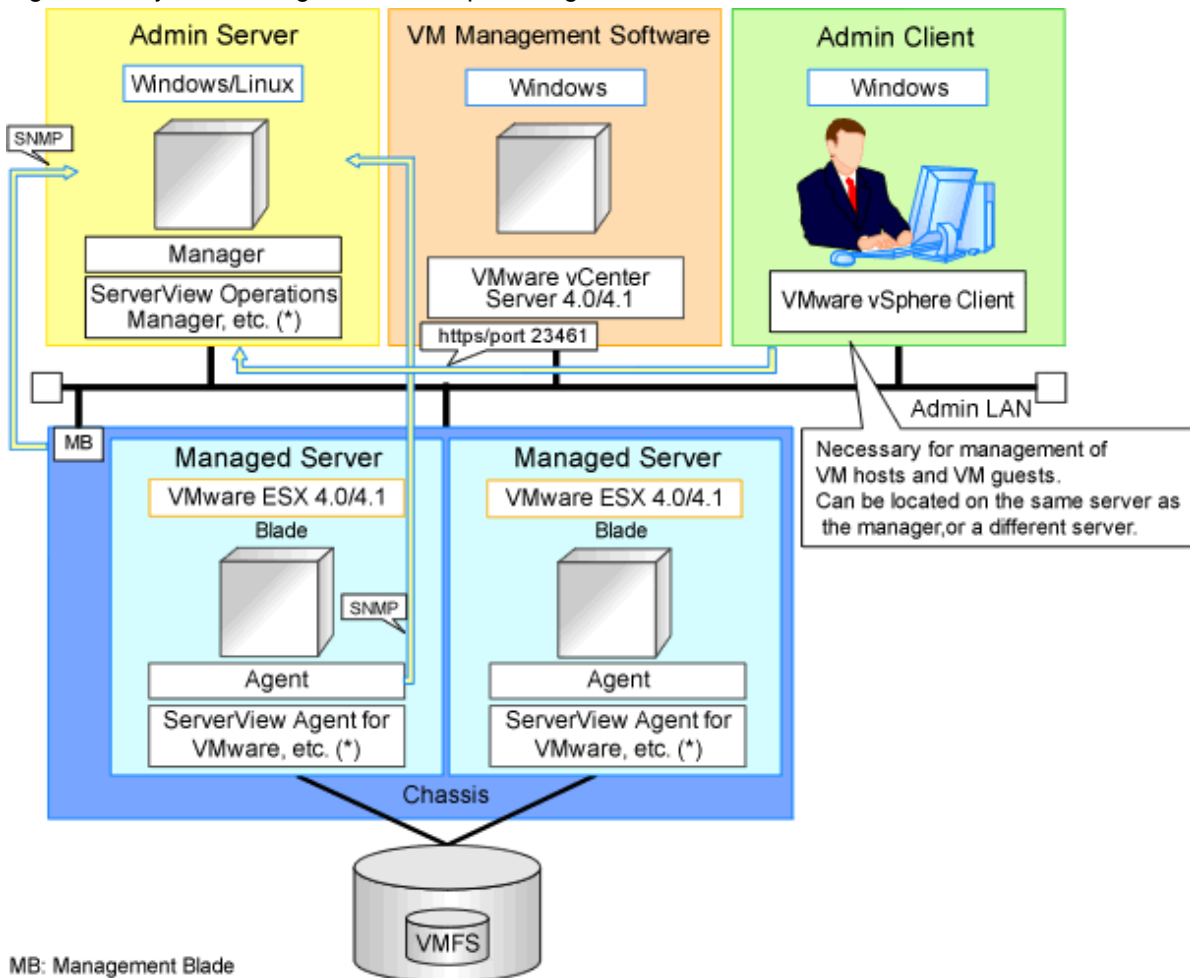 Admin Server
Windows/Linux
SNMP
Manager
ServerView Operations
Manager, etc. (*)
VM Management Software
Windows
VMware vCenter
Server 4.0/4.1
https/port 23461
Admin Client
Windows
VMware vSphere Client
Admin LAN
Necessary for management of
VM hosts and VM guests.
Can be located on the same server as
the manager,or a different server.
MB
Managed Server
VMware ESX 4.0/4.1
Blade
SNMP
Agent
ServerView Agent for
VMware, etc. (*)
Managed Server
VMware ESX 4.0/4.1
Blade
Agent
ServerView Agent for
VMware, etc. (*)
Chassis
VMFS
MB: Management Blade